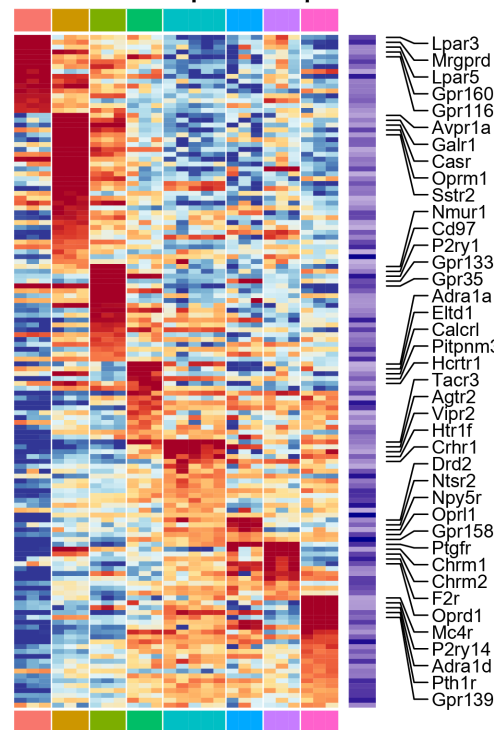 Lpar3
Mrgprd
Lpar5
Gpr160
Gpr116
Avpr1a
Galr1
Casr
Oprm1
Sstr2
Nmur1
Cd97
P2ry1
Gpr133
Gpr35
Adra1a
Eltd1
Calcrl
Pitpnm3
Hcrtr1
Tacr3
Agtr2
Vipr2
Htr1f
Crhr1
Drd2
Ntsr2
Npy5r
Oprl1
Gpr158
Ptgfr
Chrm1
Chrm2
F2r
Oprd1
Mc4r
P2ry14
Adra1d
Pth1r
Gpr139